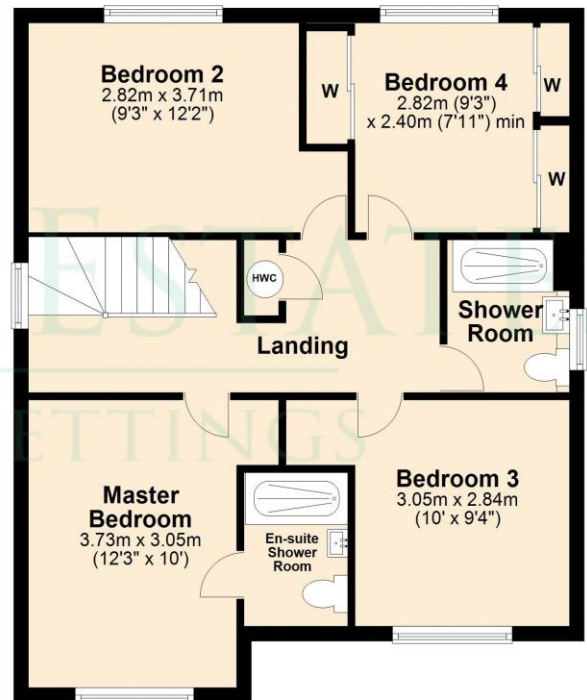 Bedroom 2
2.82m x 3.71m
(9'3" x 12'2")
W
Bedroom 4
2.82m (9'3")
x 2.40m (7'11") min
W
W
ESTATE
HWC
Shower
Room
Landing
LETTINGS
Master
Bedroom
3.73m x 3.05m
(12'3" x 10')
En-suite
Shower
Room
Bedroom 3
3.05m x 2.84m
(10' x 9'4")